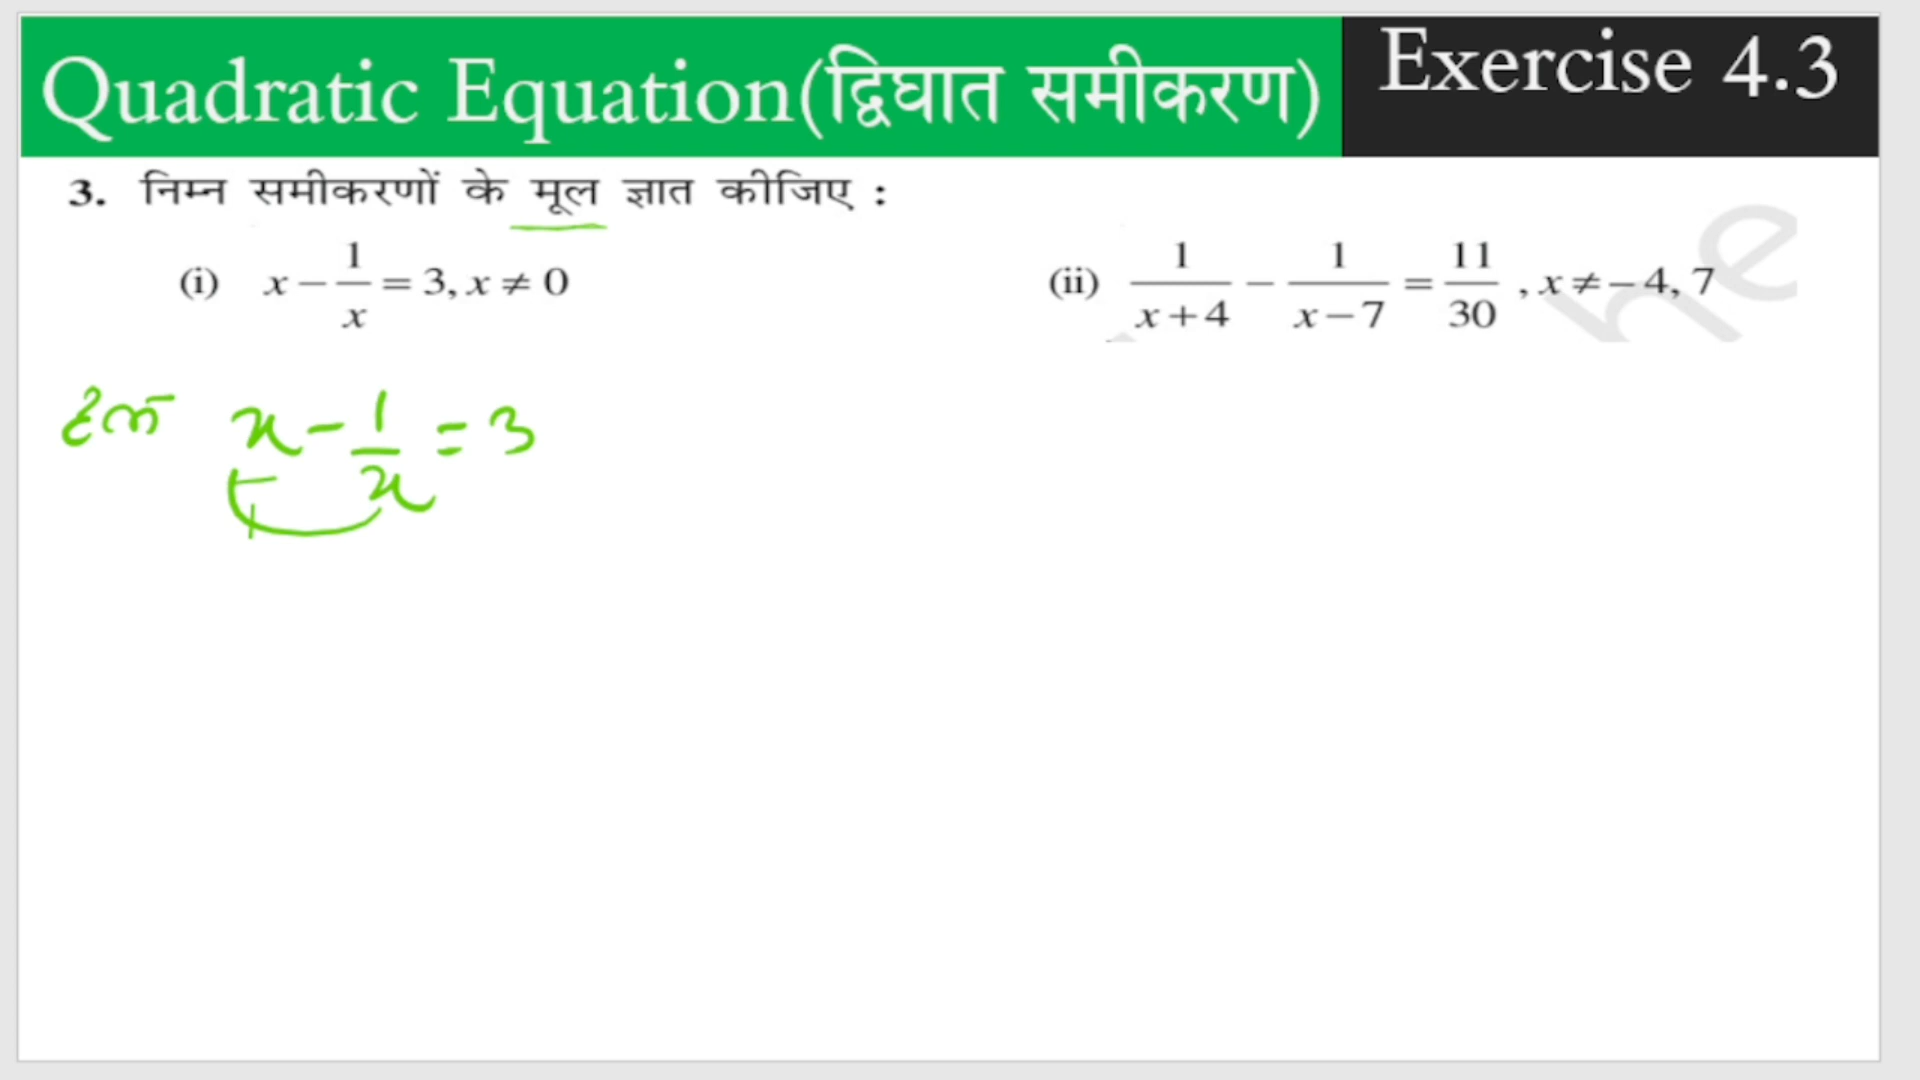 Quadratic Equation(द्विघात समीकरण) Exercise 4.3
3. निम्न समीकरणों के मूल ज्ञात कीजिए :
(i) x − 1/x = 3, x ≠ 0 (ii) 1/(x+4) − 1/(x−7) = 11/30 , x ≠ − 4, 7
हल x − 1/x = 3